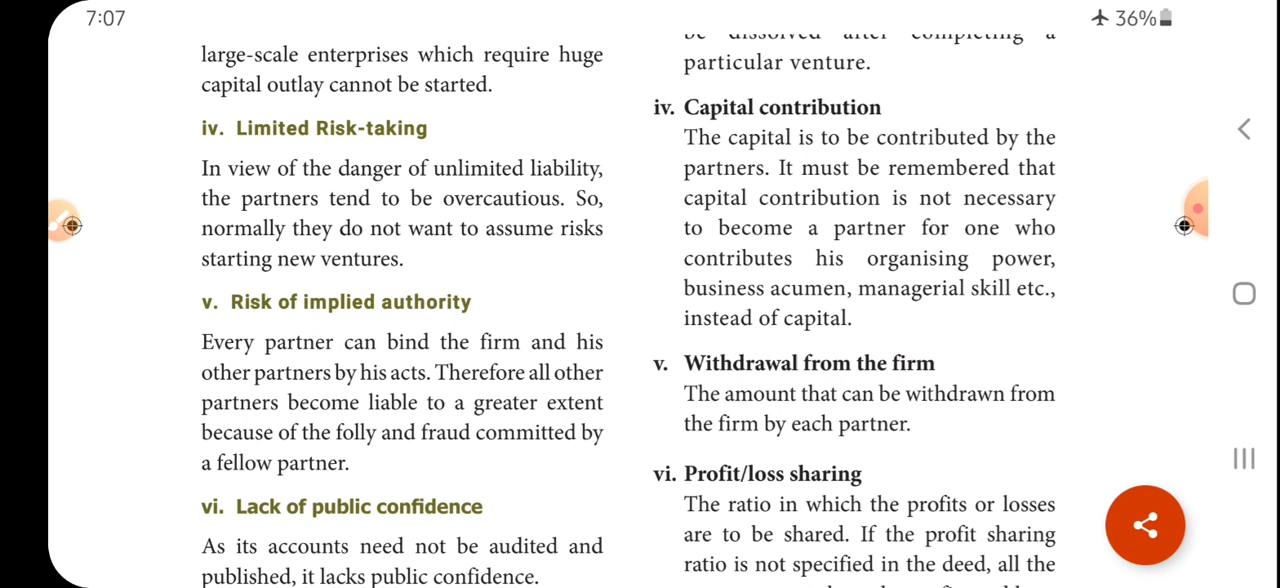 7:07
36%
large-scale enterprises which require huge
capital outlay cannot be started.
iv. Limited Risk-taking
In view of the danger of unlimited liability,
the partners tend to be overcautious. So,
normally they do not want to assume risks
starting new ventures.
v. Risk of implied authority
Every partner can bind the firm and his
other partners by his acts. Therefore all other
partners become liable to a greater extent
because of the folly and fraud committed by
a fellow partner.
vi. Lack of public confidence
As its accounts need not be audited and
published, it lacks public confidence.
be dissolved after completing a
particular venture.
iv. Capital contribution
The capital is to be contributed by the
partners. It must be remembered that
capital contribution is not necessary
to become a partner for one who
contributes his organising power,
business acumen, managerial skill etc.,
instead of capital.
v. Withdrawal from the firm
The amount that can be withdrawn from
the firm by each partner.
vi. Profit/loss sharing
The ratio in which the profits or losses
are to be shared. If the profit sharing
ratio is not specified in the deed, all the